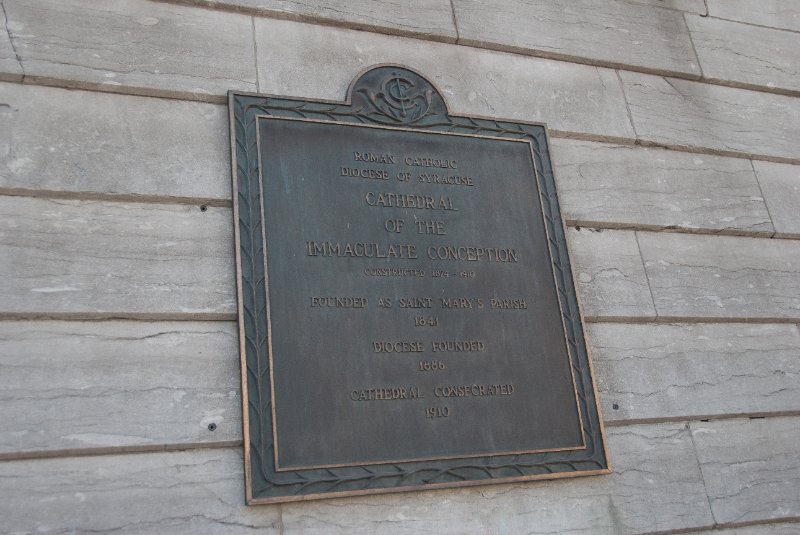 ROMAN CATHOLIC
DIOCESE OF SYRACUSE
CATHEDRAL
OF THE
IMMACULATE CONCEPTION
CONSTRUCTED 1874 - 1910
FOUNDED AS SAINT MARY'S PARISH
1841
DIOCESE FOUNDED
1886
CATHEDRAL CONSECRATED
1910